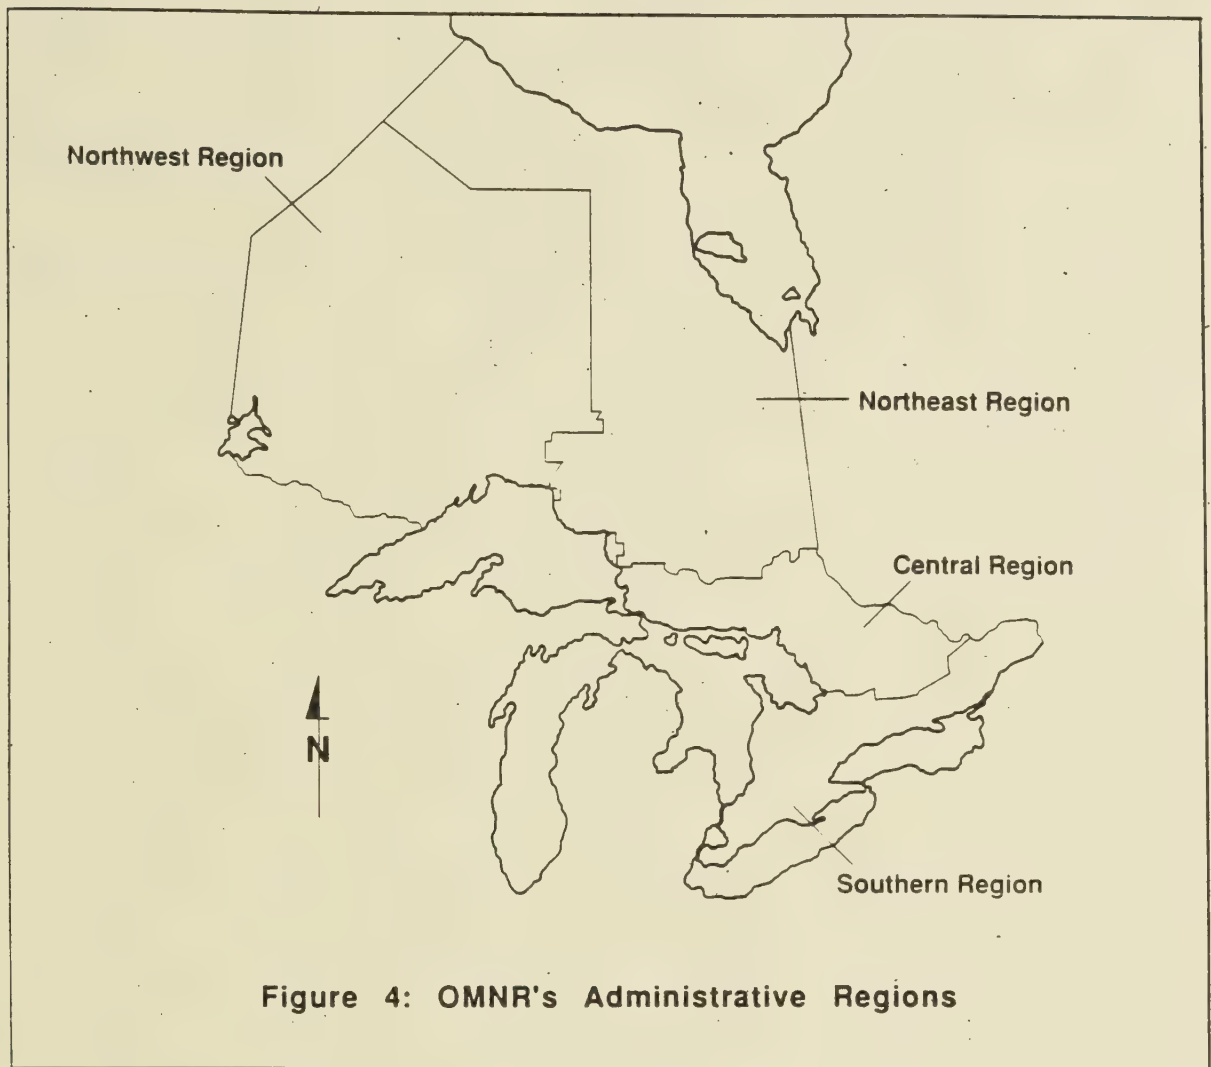 Northwest Region
Northeast Region
Central Region
N
Southern Region
Figure 4: OMNR's Administrative Regions